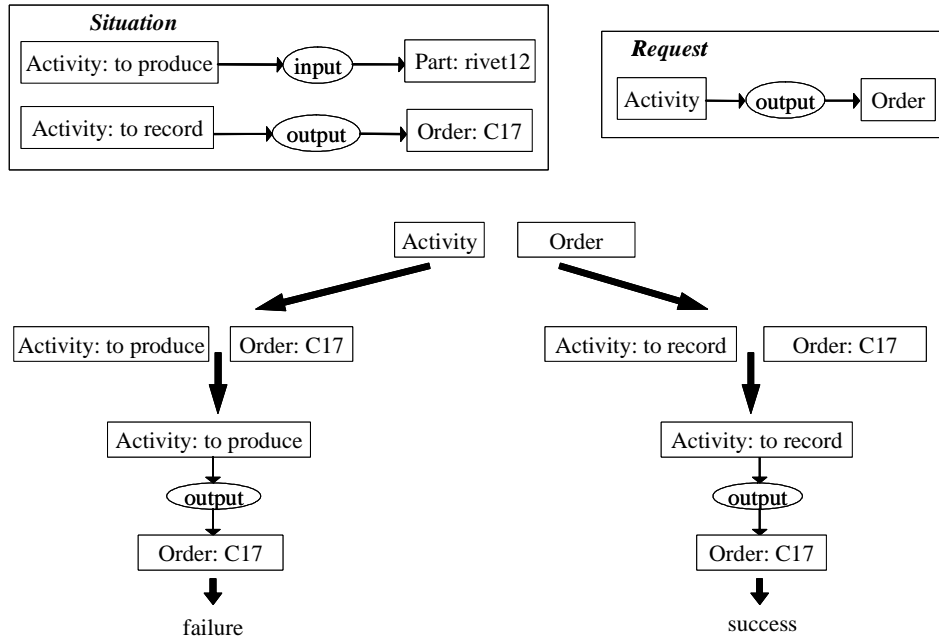 Situation
Activity: to produce input Part: rivet12
Activity: to record output Order: C17
Request
Activity output Order
Activity Order
Activity: to produce Order: C17
Activity: to record Order: C17
Activity: to produce
output
Order: C17
failure
Activity: to record
output
Order: C17
success